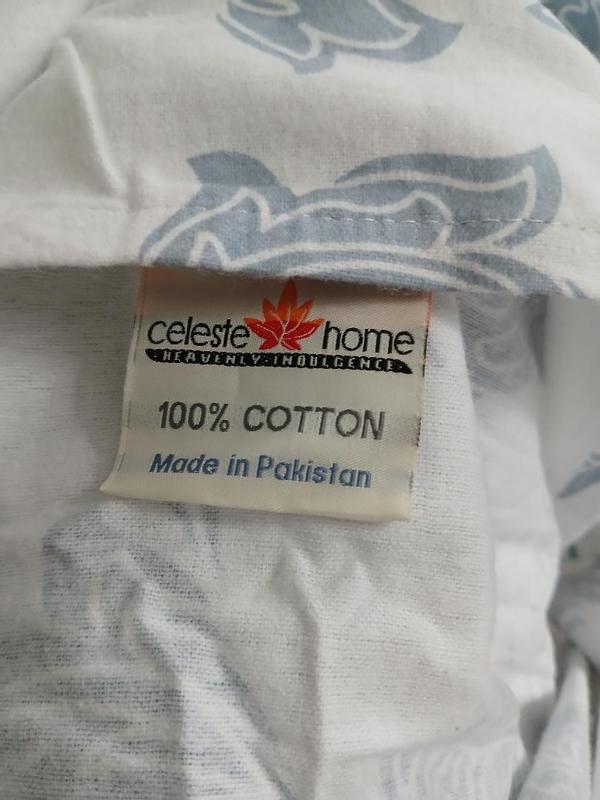 celeste home
HEAVENLY·INDULGENCE
100% COTTON
Made in Pakistan